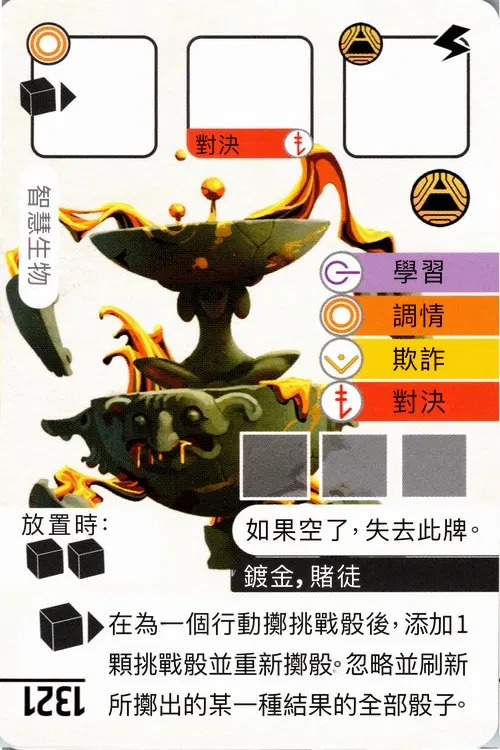 對決
智慧生物
學習
調情
欺詐
對決
放置時：
如果空了，失去此牌。
鍍金，賭徒
在為一個行動擲挑戰骰後，添加1
顆挑戰骰並重新擲骰。忽略並刷新
所擲出的某一種結果的全部骰子。
1321